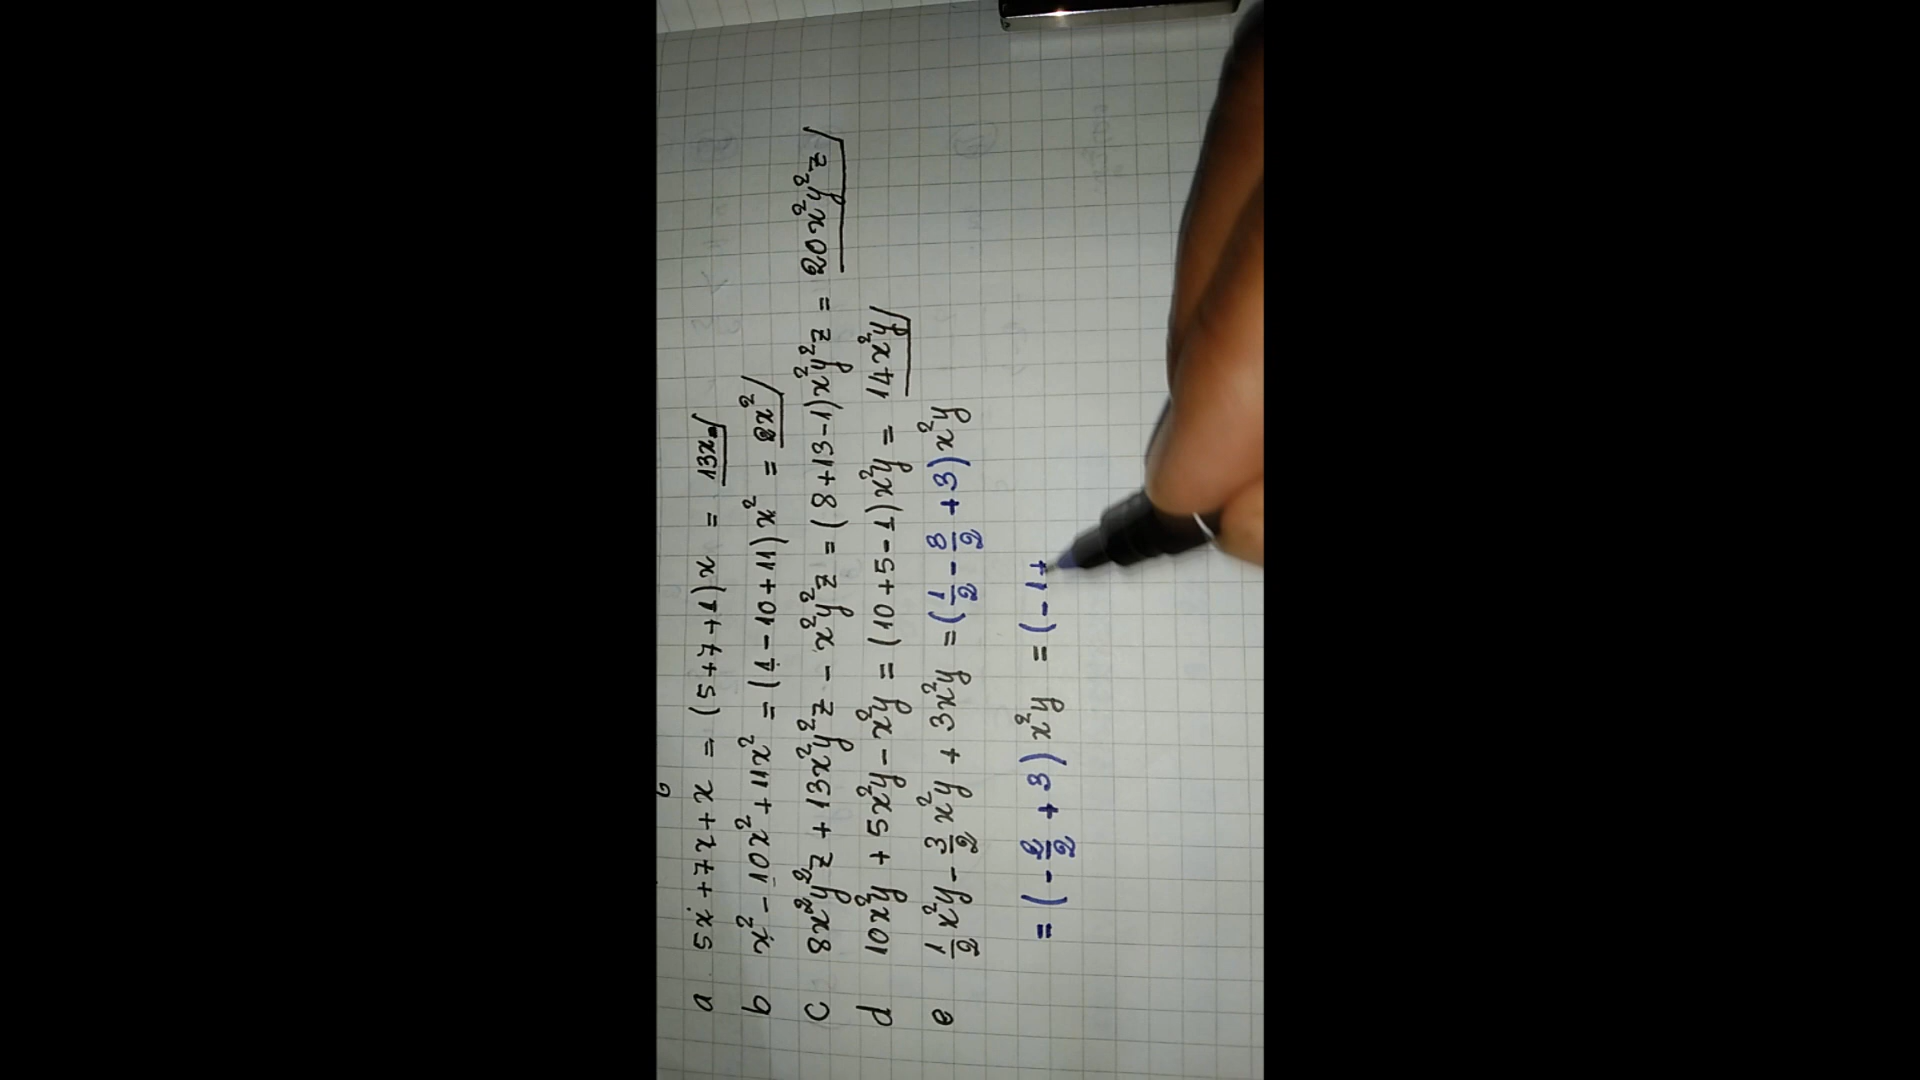 a 5x + 7x + x = (5+7+1)x = 13x
b x² - 10x² + 11x² = (1 - 10 + 11)x² = 2x²
c 8x²y²z + 13x²y²z - x²y²z = (8+13-1)x²y²z = 20x²y²z
d 10x²y + 5x²y - x²y = (10+5-1)x²y = 14x²y
e 1/2 x²y - 3/2 x²y + 3x²y = (1/2 - 3/2 + 3)x²y
= (- 2/2 + 3)x²y = (-1+